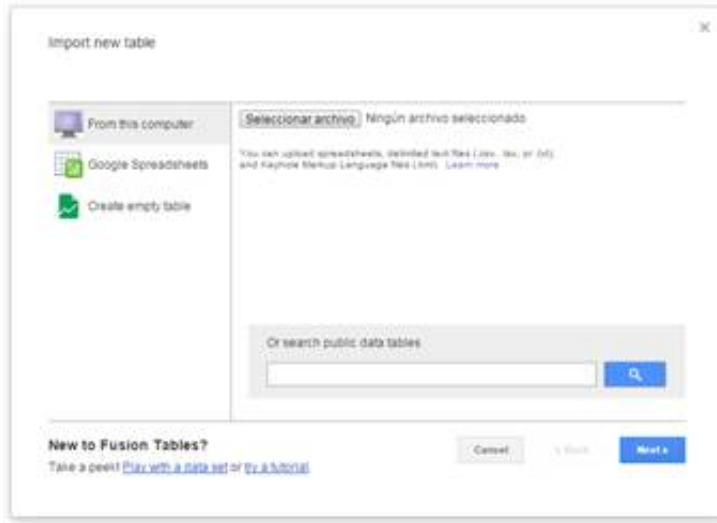 Import new table
From this computer
Seleccionar archivo Ningún archivo seleccionado
You can upload spreadsheets, delimited text files (.csv, .tsv, or .txt),
and Keyhole Markup Language files (.kml). Learn more
Google Spreadsheets
Create empty table
Or search public data tables
New to Fusion Tables?
Take a peek! Play with a data set or try a tutorial.
Cancel
« Back
Next »